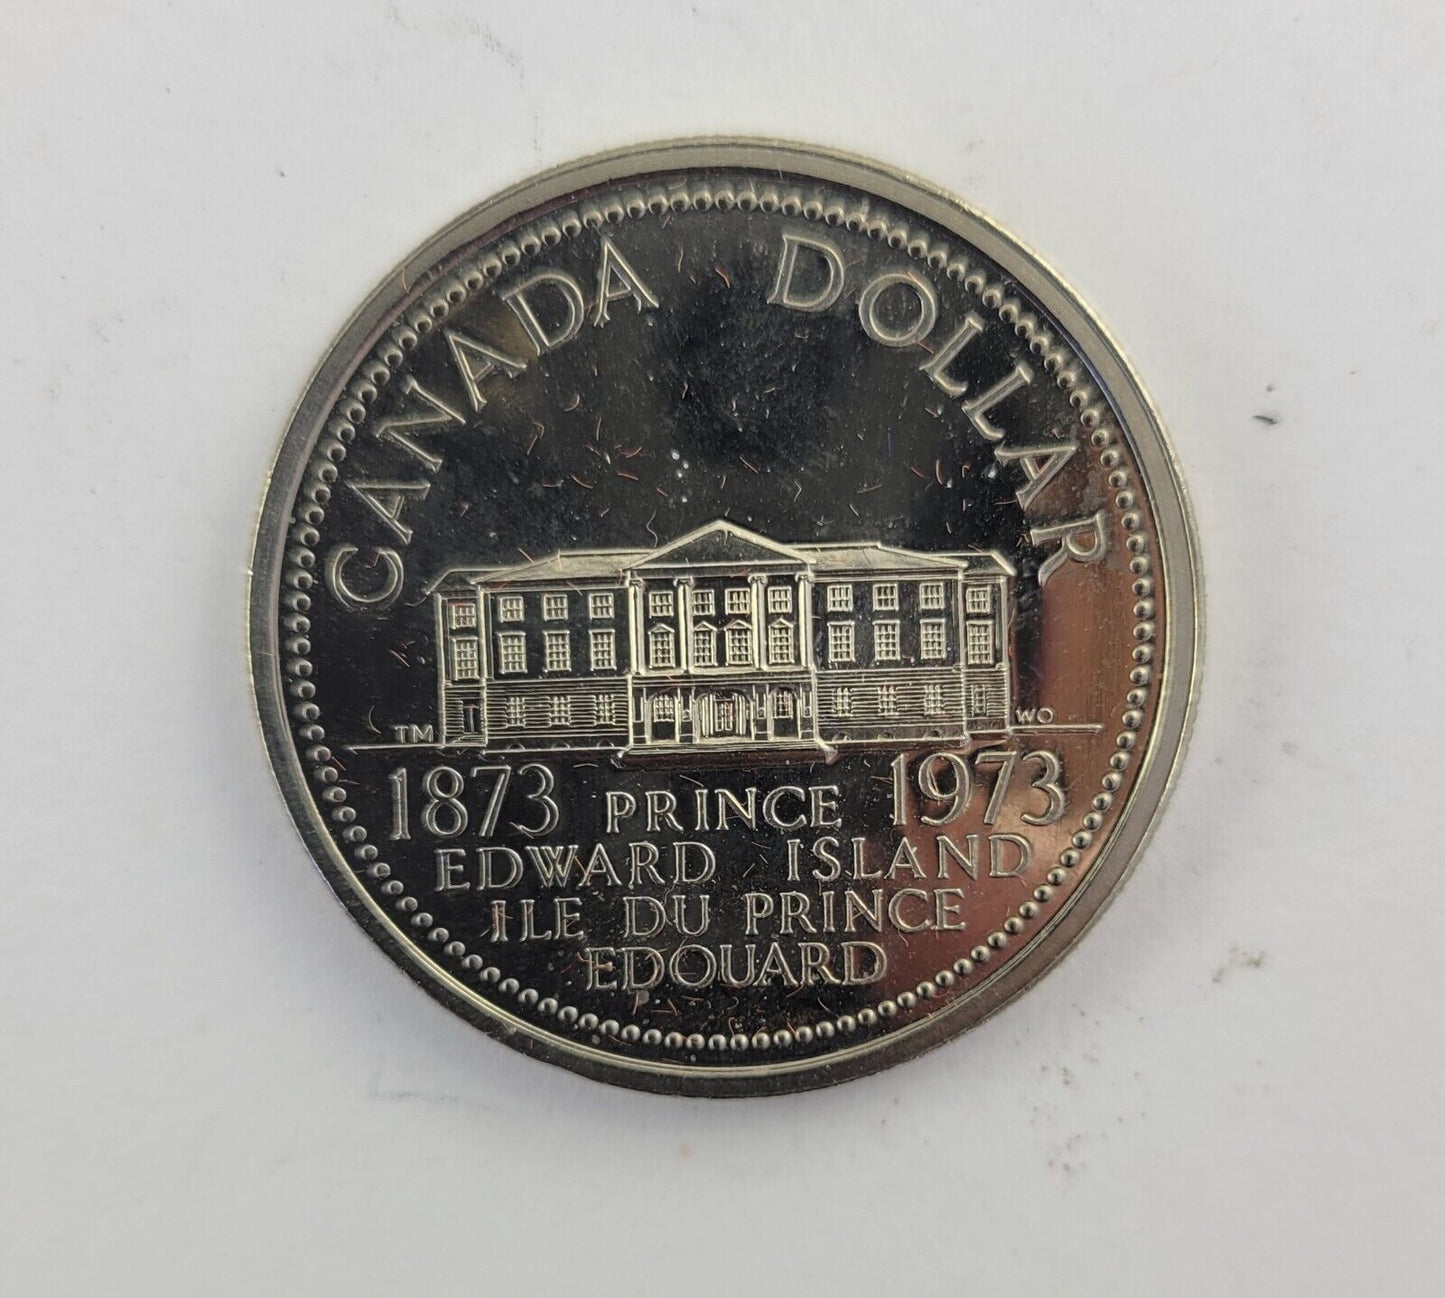 CANADA DOLLAR
TM WO
1873 PRINCE 1973
EDWARD ISLAND
ILE DU PRINCE
EDOUARD